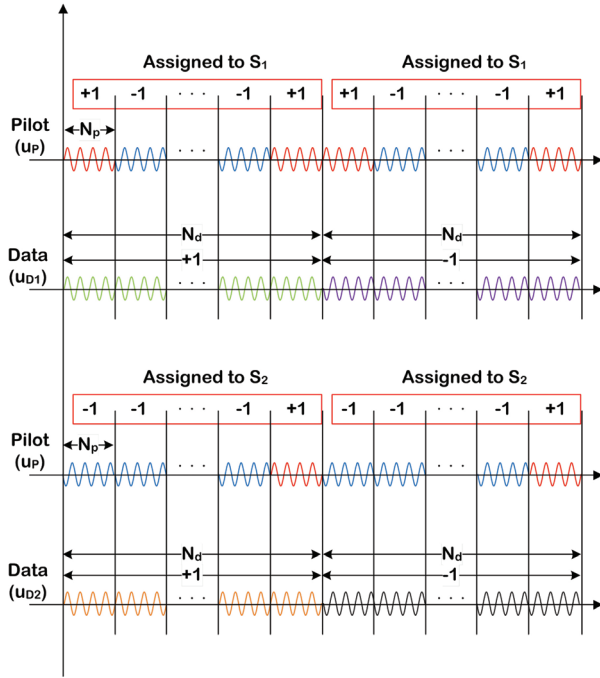 Assigned to S₁ Assigned to S₁
+1 -1 · · · -1 +1 +1 -1 · · · -1 +1
Pilot Nₚ
(uₚ) · · · · · ·
Nd Nd
Data +1 -1
(uD1) · · · · · ·
Assigned to S₂ Assigned to S₂
-1 -1 · · · -1 +1 -1 -1 · · · -1 +1
Pilot Nₚ
(uₚ) · · · · · ·
Nd Nd
Data +1 -1
(uD2) · · · · · ·